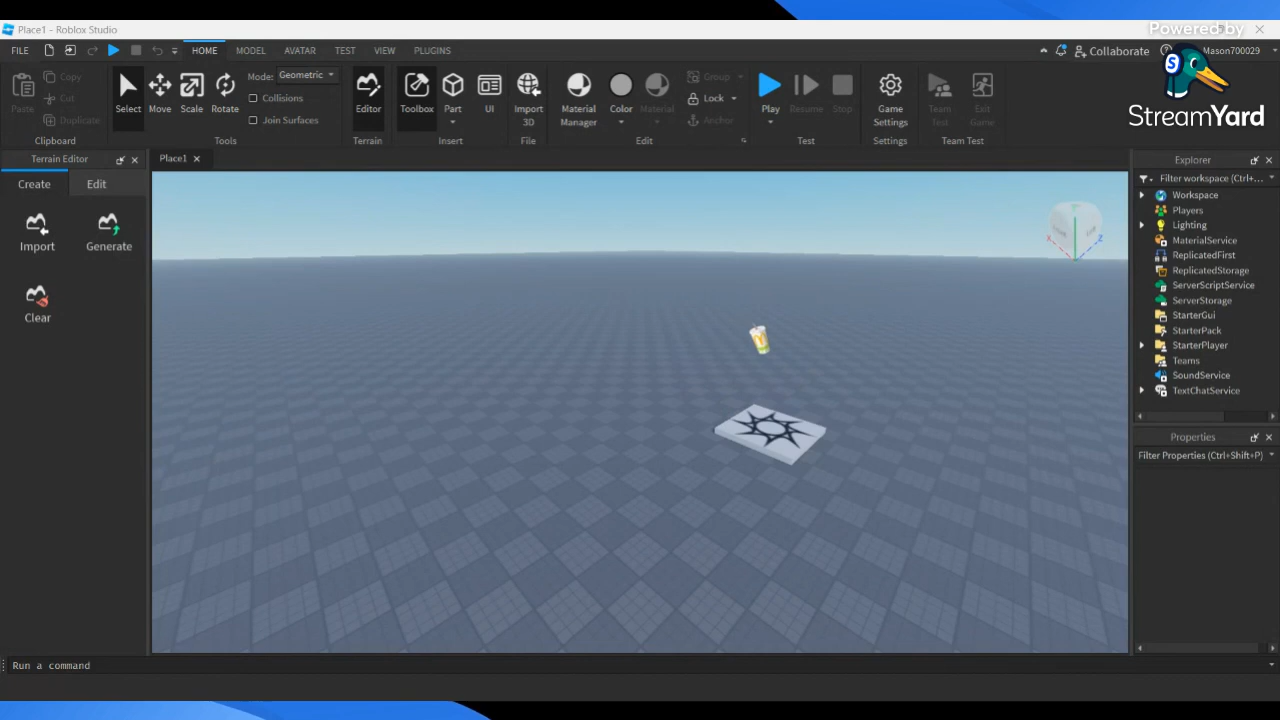 Place1 - Roblox Studio
Powered by
FILE HOME MODEL AVATAR TEST VIEW PLUGINS Collaborate Mason700029
StreamYard
Paste Copy Cut Duplicate
Clipboard
Select Move Scale Rotate
Mode: Geometric
Collisions
Join Surfaces
Tools
Editor
Terrain
Toolbox Part UI
Insert
Import
3D
File
Material
Manager
Color Material
Group
Lock
Anchor
Edit
Play Resume Stop
Test
Game
Settings
Settings
Team
Test
Exit
Game
Team Test
Terrain Editor
Create Edit
Import Generate
Clear
Place1
Explorer
Filter workspace (Ctrl+...
Workspace
Players
Lighting
MaterialService
ReplicatedFirst
ReplicatedStorage
ServerScriptService
ServerStorage
StarterGui
StarterPack
StarterPlayer
Teams
SoundService
TextChatService
Properties
Filter Properties (Ctrl+Shift+P)
Run a command